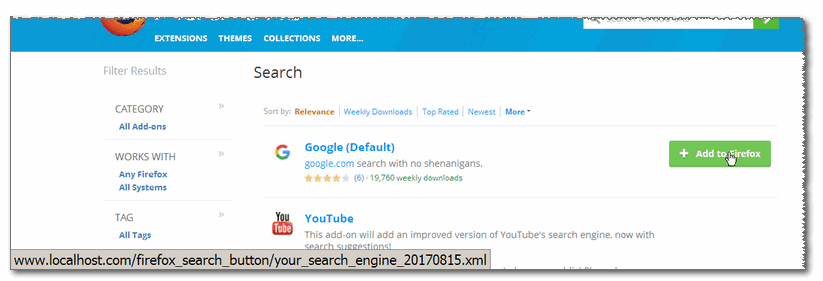 EXTENSIONS THEMES COLLECTIONS MORE...
Filter Results
Search
CATEGORY »
All Add-ons
Sort by: Relevance Weekly Downloads Top Rated Newest More
WORKS WITH »
Any Firefox
All Systems
Google (Default)
google.com search with no shenanigans.
(6) · 19,760 weekly downloads
+ Add to Firefox
TAG »
All Tags
You Tube
YouTube
This add-on will add an improved version of YouTube's search engine, now with
search suggestions!
www.localhost.com/firefox_search_button/your_search_engine_20170815.xml